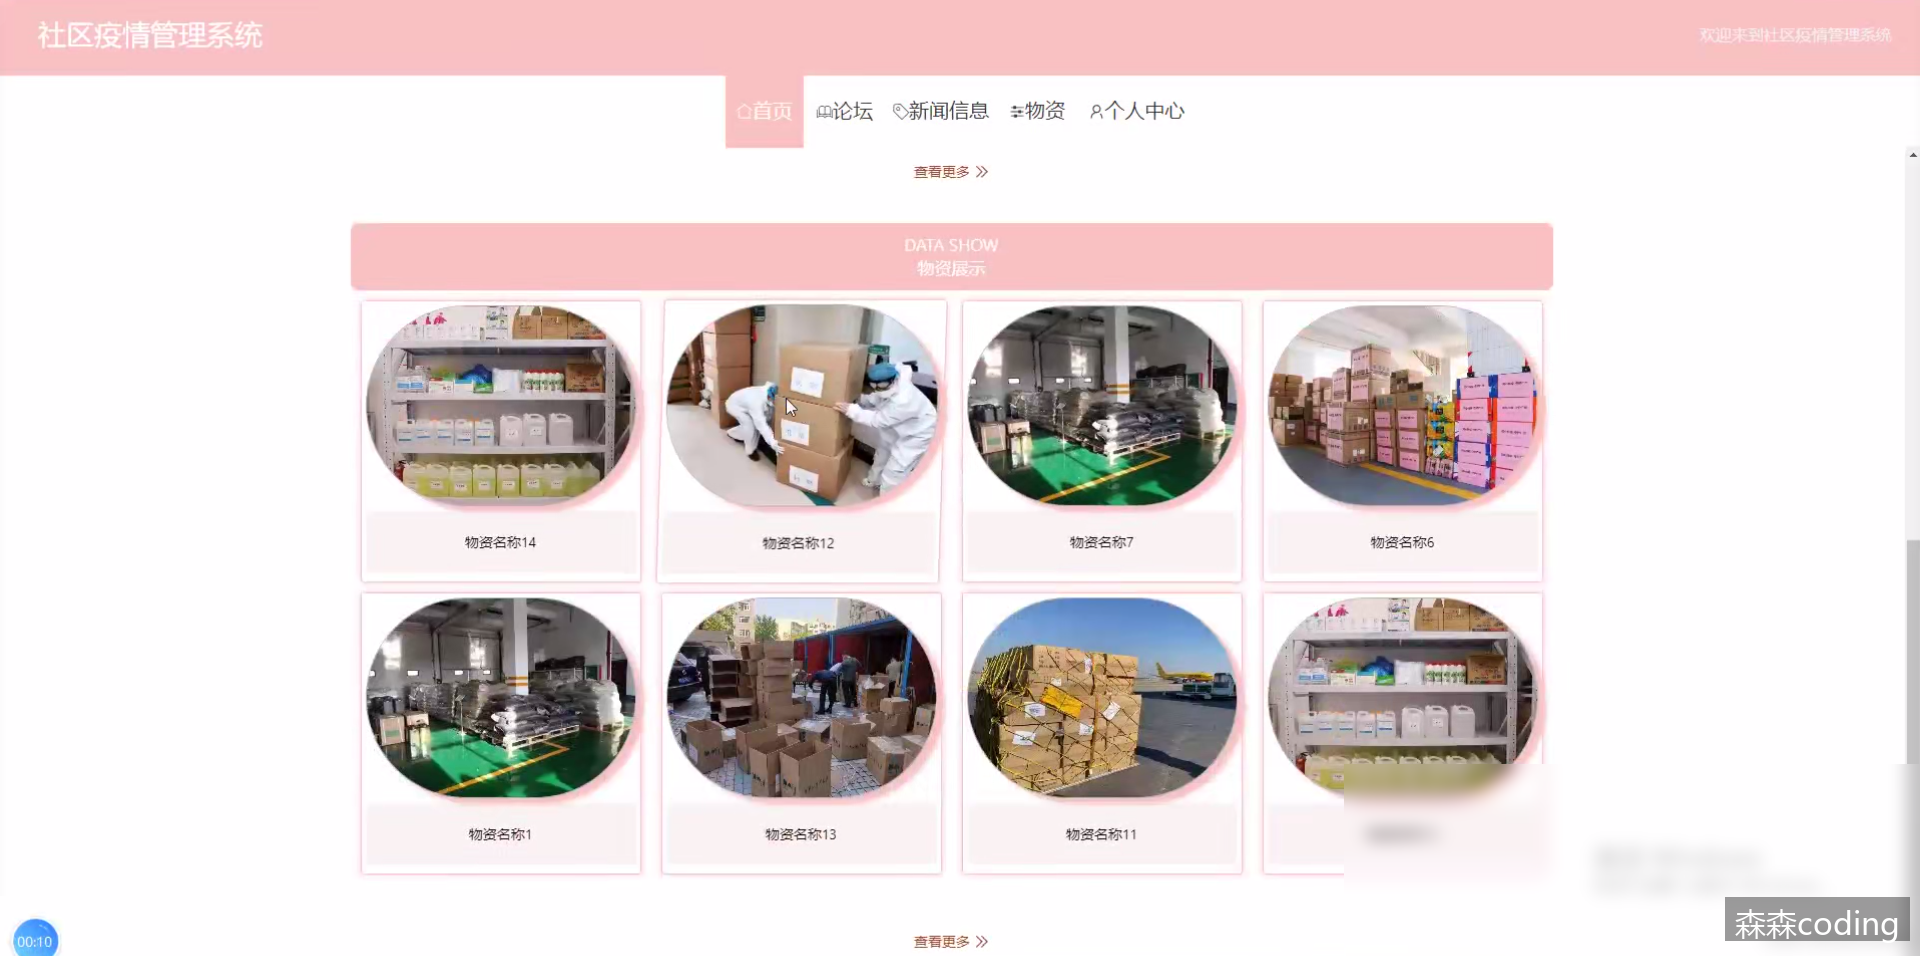 社区疫情管理系统
欢迎来到社区疫情管理系统
首页
论坛
新闻信息
物资
个人中心
查看更多
DATA SHOW
物资展示
物资名称14
物资名称12
物资名称7
物资名称6
物资名称1
物资名称13
物资名称11
查看更多
00:10
森森coding